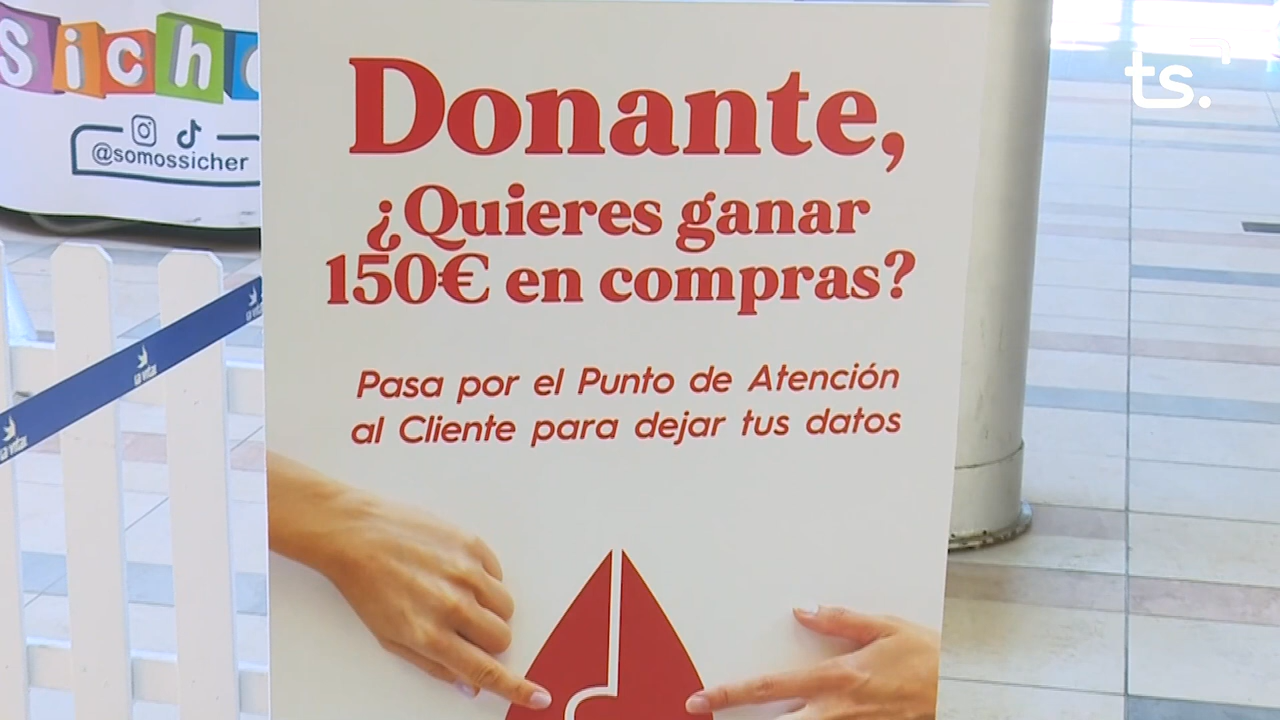 Siche
@somossicher
ts.
Donante,
¿Quieres ganar
150€ en compras?
Pasa por el Punto de Atención
al Cliente para dejar tus datos